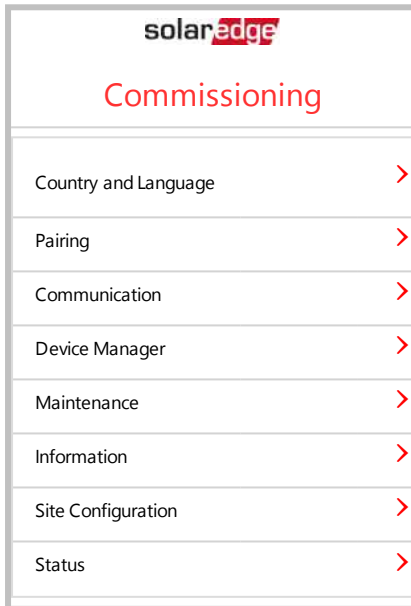 solaredge
Commissioning
Country and Language
Pairing
Communication
Device Manager
Maintenance
Information
Site Configuration
Status